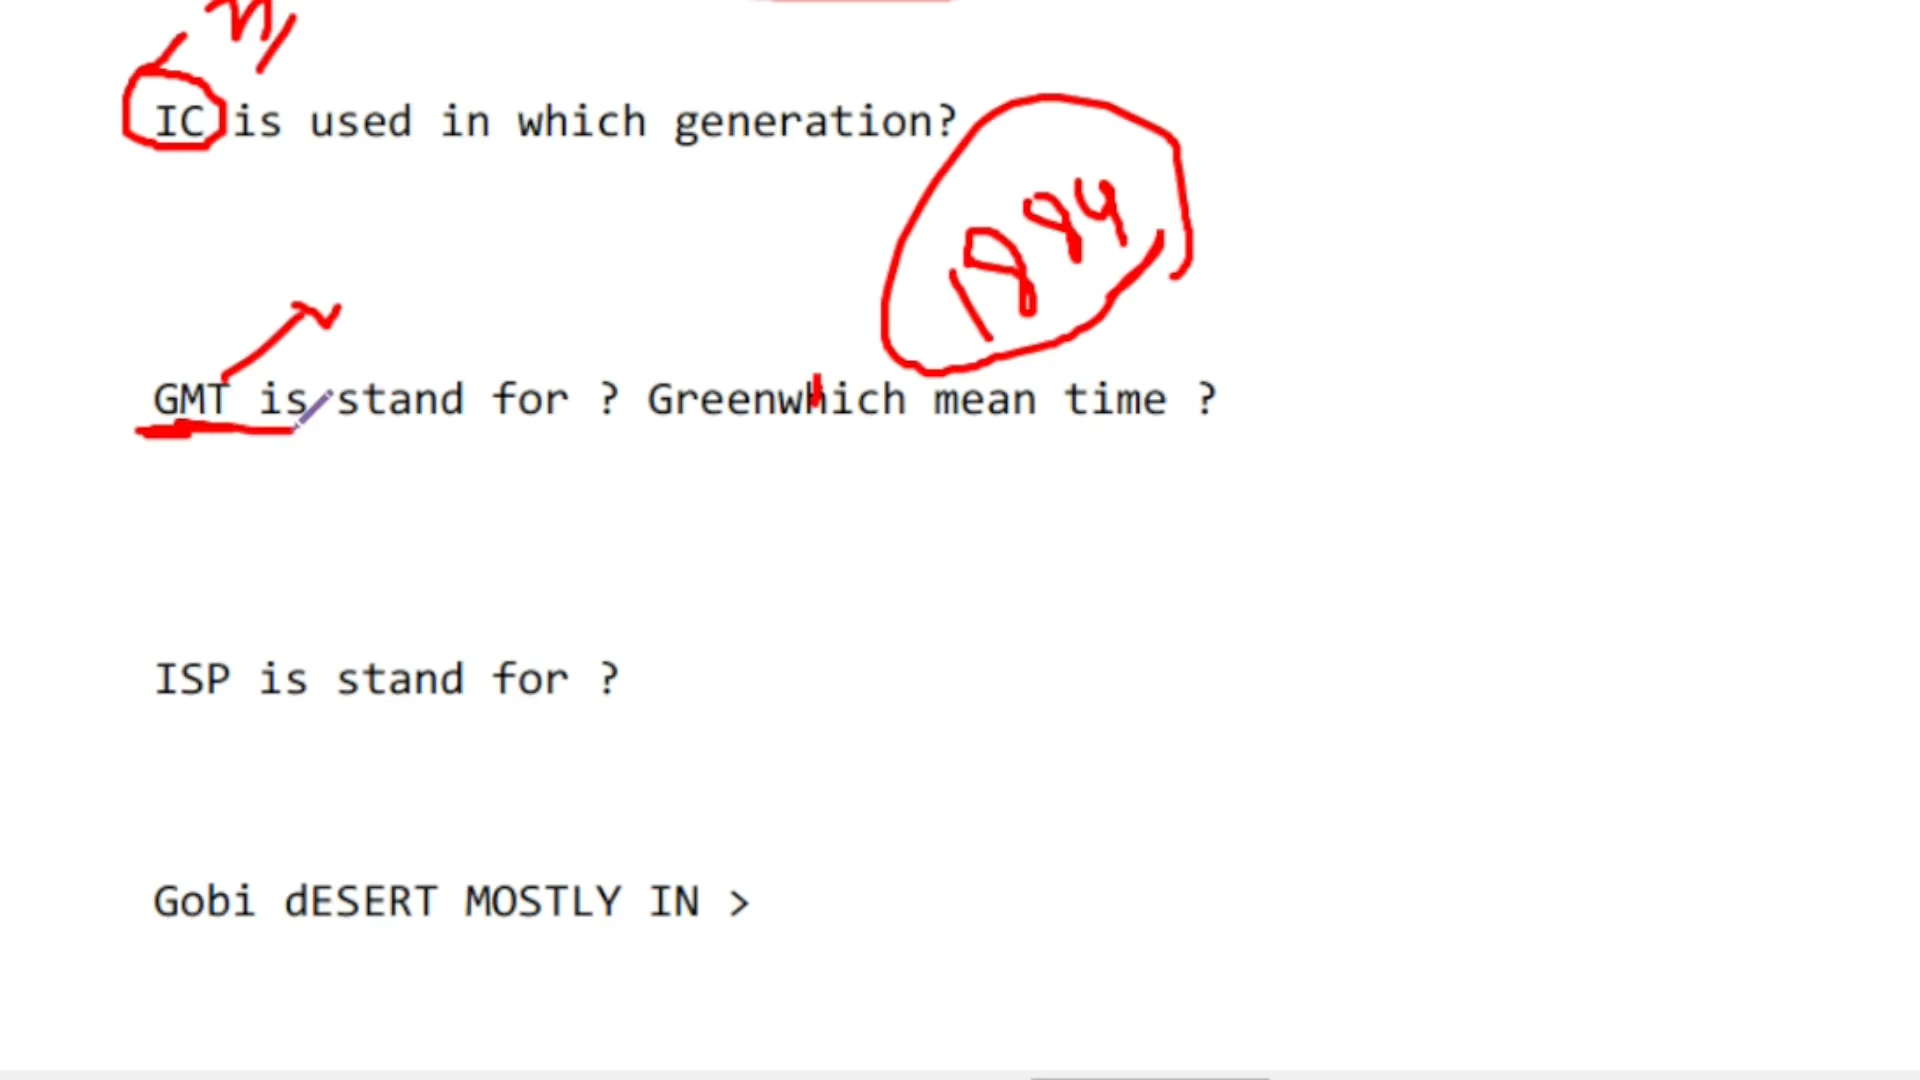 IC is used in which generation?
1884
GMT is stand for ? Greenwhich mean time ?
ISP is stand for ?
Gobi dESERT MOSTLY IN >